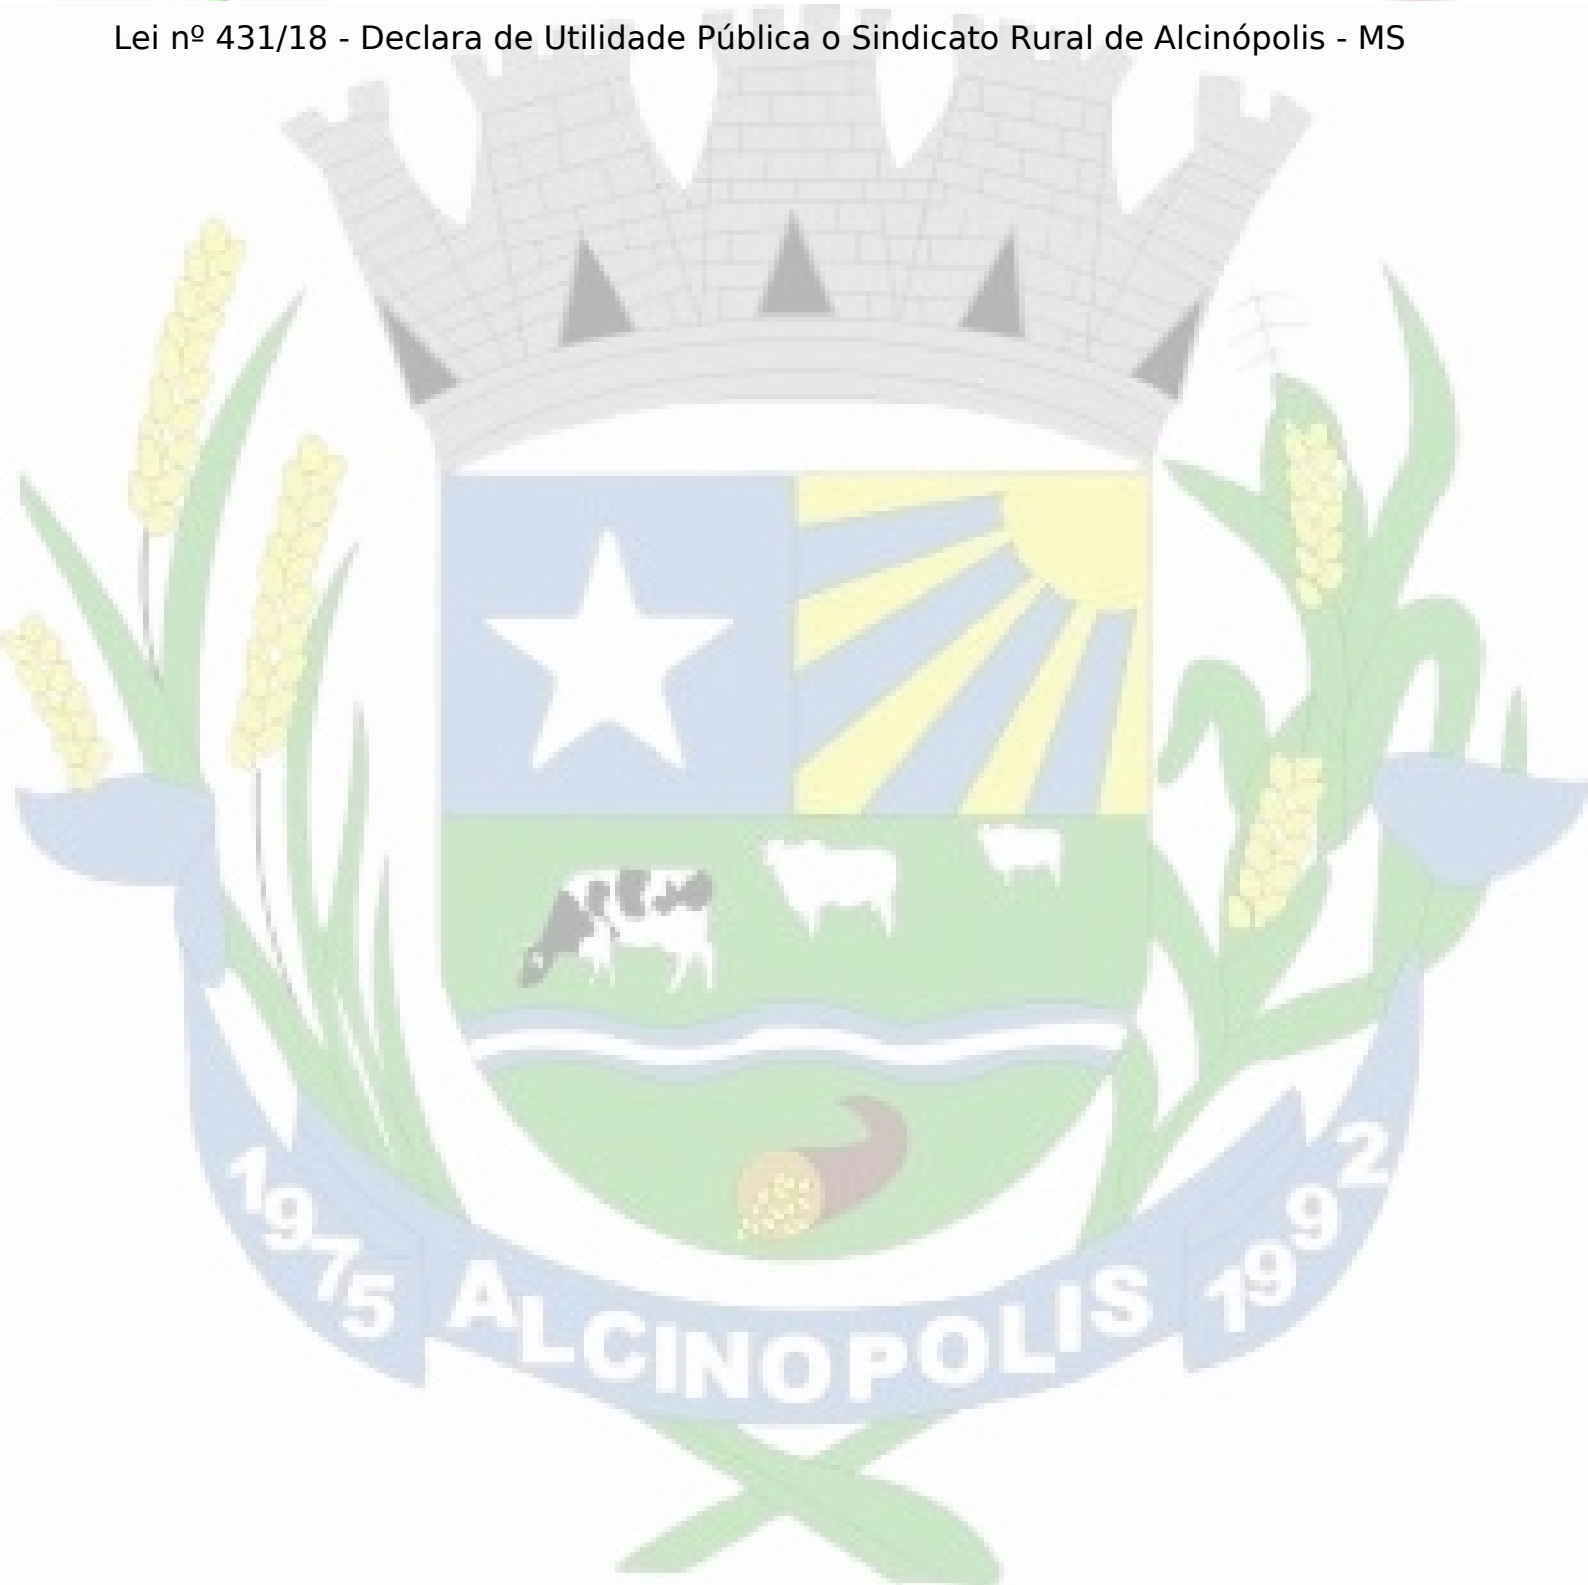 Lei nº 431/18 - Declara de Utilidade Pública o Sindicato Rural de Alcinópolis - MS
1975 ALCINOPOLIS 1992